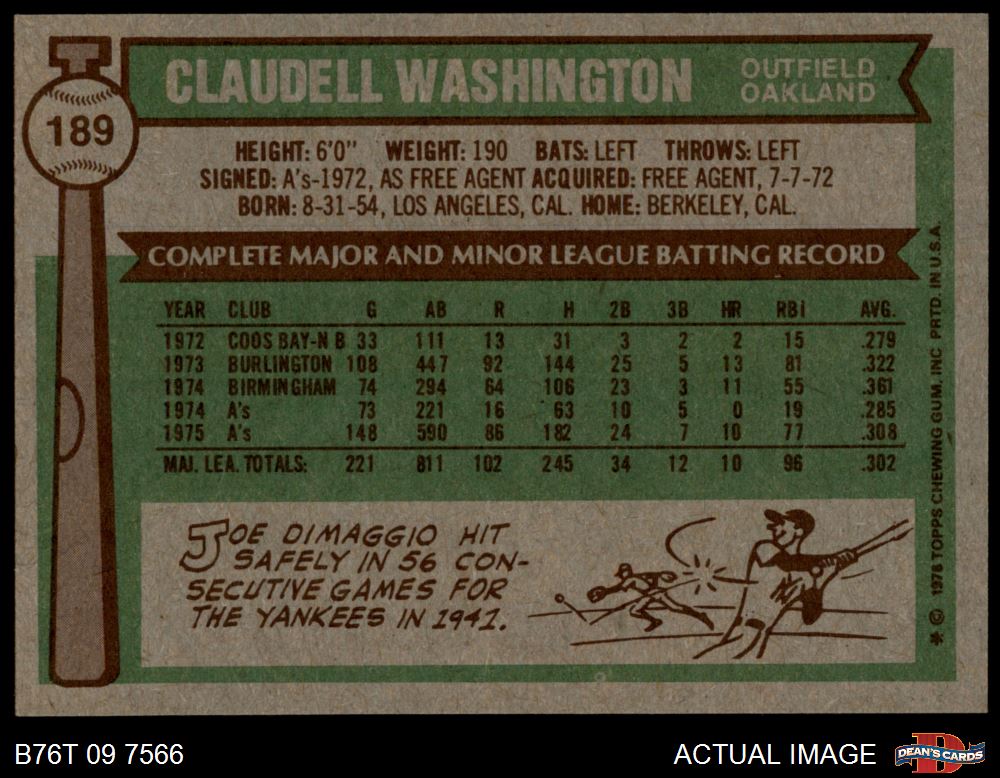 189
CLAUDELL WASHINGTON
OUTFIELD
OAKLAND
HEIGHT: 6'0" WEIGHT: 190 BATS: LEFT THROWS: LEFT
SIGNED: A's-1972, AS FREE AGENT ACQUIRED: FREE AGENT, 7-7-72
BORN: 8-31-54, LOS ANGELES, CAL. HOME: BERKELEY, CAL.
COMPLETE MAJOR AND MINOR LEAGUE BATTING RECORD
YEAR CLUB G AB R H 2B 3B HR RBI AVG.
1972 COOS BAY-N B 33 111 13 31 3 2 2 15 .279
1973 BURLINGTON 108 447 92 144 25 5 13 81 .322
1974 BIRMINGHAM 74 294 64 106 23 3 11 55 .361
1974 A's 73 221 16 63 10 5 0 19 .285
1975 A's 148 590 86 182 24 7 10 77 .308
MAJ. LEA. TOTALS: 221 811 102 245 34 12 10 96 .302
JOE DIMAGGIO HIT
SAFELY IN 56 CON-
SECUTIVE GAMES FOR
THE YANKEES IN 1941.
* © 1976 TOPPS CHEWING GUM, INC. PRTD. IN U.S.A.
B76T 09 7566
ACTUAL IMAGE
DEAN'S CARDS